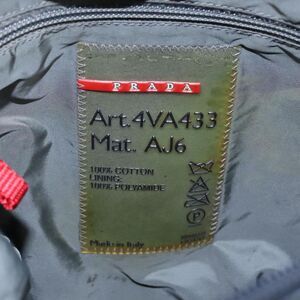 PRADA
Art.4VA433
Mat. AJ6
100% COTTON
LINING:
100% POLYAMIDE
P
Made in Italy